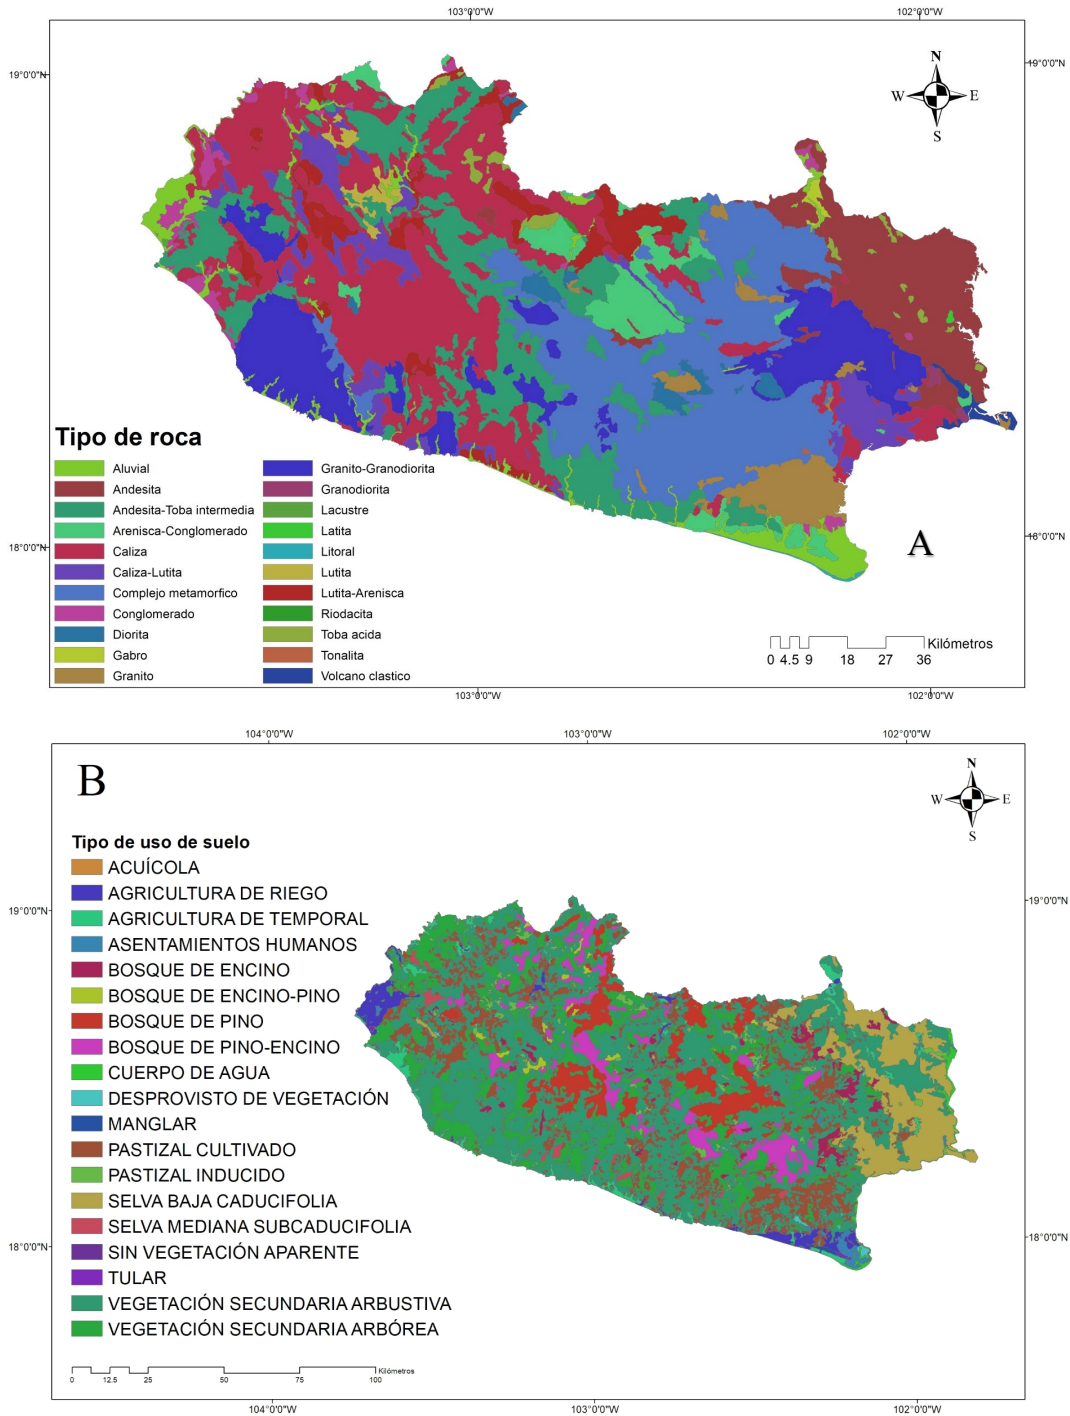 103°0'0"W 102°0'0"W
19°0'0"N 19°0'0"N
N
W E
S
Tipo de roca
Aluvial
Andesita
Andesita-Toba intermedia
Arenisca-Conglomerado
Caliza
Caliza-Lutita
Complejo metamorfico
Conglomerado
Diorita
Gabro
Granito
Granito-Granodiorita
Granodiorita
Lacustre
Latita
Litoral
Lutita
Lutita-Arenisca
Riodacita
Toba acida
Tonalita
Volcano clastico
A
18°0'0"N 18°0'0"N
Kilómetros
0 4.5 9 18 27 36
103°0'0"W 102°0'0"W
104°0'0"W 103°0'0"W 102°0'0"W
B
N
W E
S
Tipo de uso de suelo
ACUÍCOLA
AGRICULTURA DE RIEGO
AGRICULTURA DE TEMPORAL
ASENTAMIENTOS HUMANOS
BOSQUE DE ENCINO
BOSQUE DE ENCINO-PINO
BOSQUE DE PINO
BOSQUE DE PINO-ENCINO
CUERPO DE AGUA
DESPROVISTO DE VEGETACIÓN
MANGLAR
PASTIZAL CULTIVADO
PASTIZAL INDUCIDO
SELVA BAJA CADUCIFOLIA
SELVA MEDIANA SUBCADUCIFOLIA
SIN VEGETACIÓN APARENTE
TULAR
VEGETACIÓN SECUNDARIA ARBUSTIVA
VEGETACIÓN SECUNDARIA ARBÓREA
19°0'0"N 19°0'0"N
18°0'0"N 18°0'0"N
Kilómetros
0 12.5 25 50 75 100
104°0'0"W 103°0'0"W 102°0'0"W